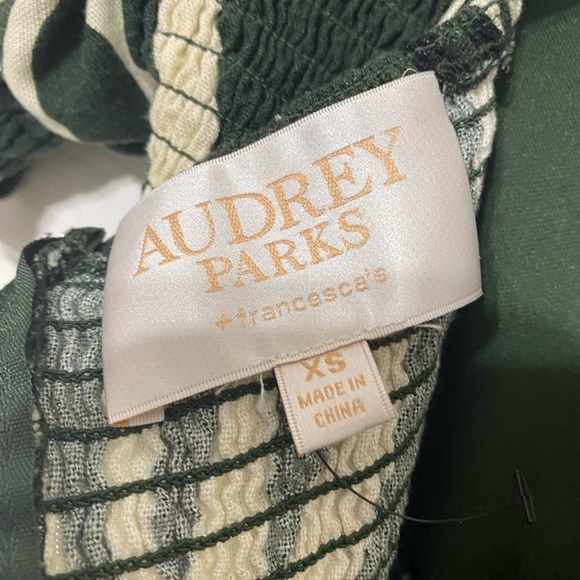 AUDREY
PARKS
+francesca's
XS
MADE IN
CHINA